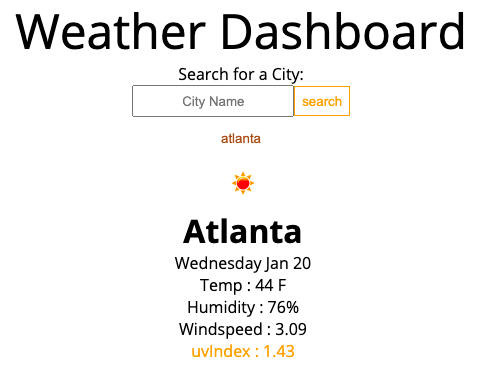 Weather Dashboard
Search for a City:
City Name search
atlanta
Atlanta
Wednesday Jan 20
Temp : 44 F
Humidity : 76%
Windspeed : 3.09
uvIndex : 1.43